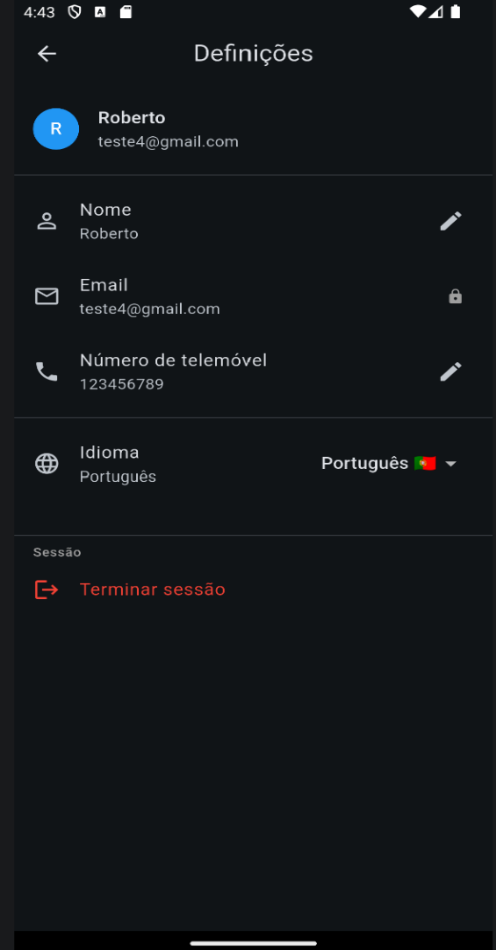 4:43
Definições
R
Roberto
teste4@gmail.com
Nome
Roberto
Email
teste4@gmail.com
Número de telemóvel
123456789
Idioma
Português
Português 🇵🇹
Sessão
Terminar sessão